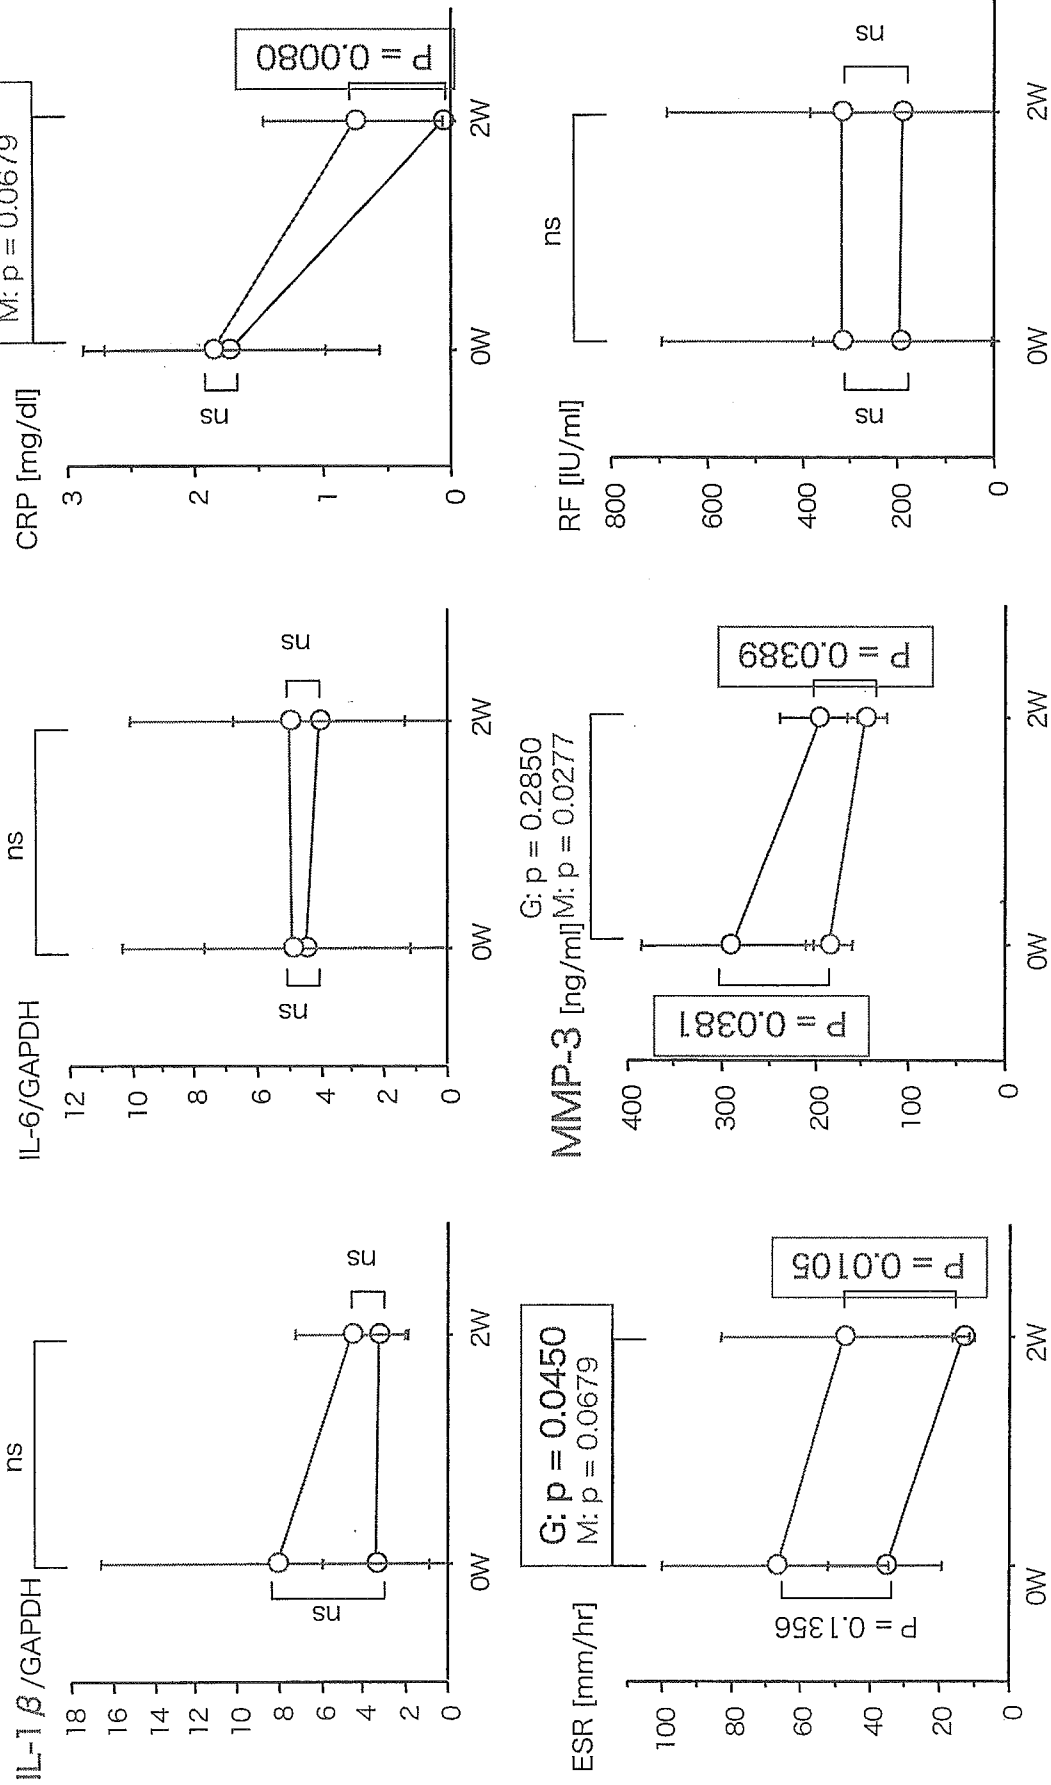 IL-1 β /GAPDH
ns
18
16
14
12
10
8
6
4
2
0
ns
ns
0W
2W
IL-6/GAPDH
ns
12
10
8
6
4
2
0
ns
ns
0W
2W
CRP [mg/dl]
M: p = 0.0679
3
2
1
0
ns
P = 0.0080
0W
2W
ESR [mm/hr]
G: p = 0.0450
M: p = 0.0679
100
80
60
40
20
0
P = 0.1356
P = 0.0105
0W
2W
MMP-3 [ng/ml]
G: p = 0.2850
M: p = 0.0277
400
300
200
100
0
P = 0.0381
P = 0.0389
0W
2W
RF [IU/ml]
ns
800
600
400
200
0
ns
ns
0W
2W